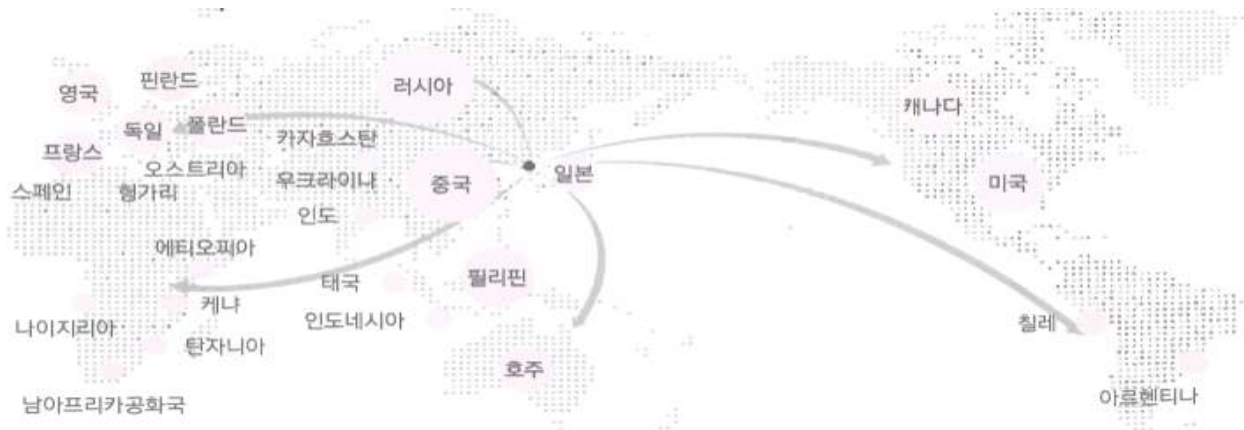 영국
핀란드
러시아
캐나다
독일
폴란드
프랑스
카자흐스탄
오스트리아
일본
스페인
헝가리
우크라이나
중국
미국
인도
에티오피아
태국
필리핀
케냐
나이지리아
인도네시아
칠레
탄자니아
호주
남아프리카공화국
아르헨티나